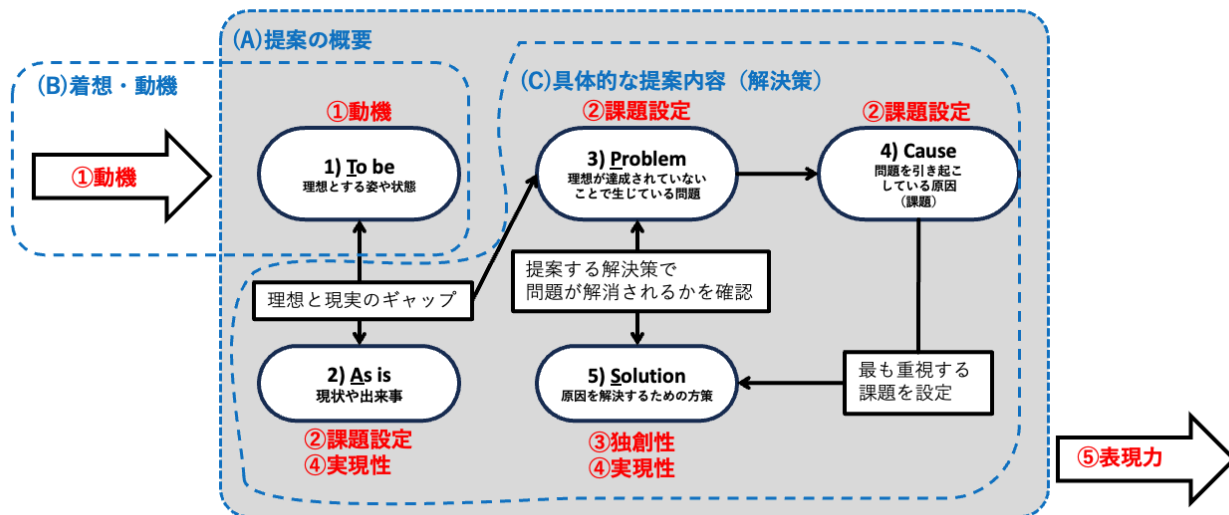 (A)提案の概要
(B)着想・動機
(C)具体的な提案内容（解決策）
①動機
①動機
1) To be
理想とする姿や状態
②課題設定
3) Problem
理想が達成されていない
ことで生じている問題
②課題設定
4) Cause
問題を引き起こ
している原因
（課題）
理想と現実のギャップ
提案する解決策で
問題が解消されるかを確認
2) As is
現状や出来事
②課題設定
④実現性
5) Solution
原因を解決するための方策
③独創性
④実現性
最も重視する
課題を設定
⑤表現力